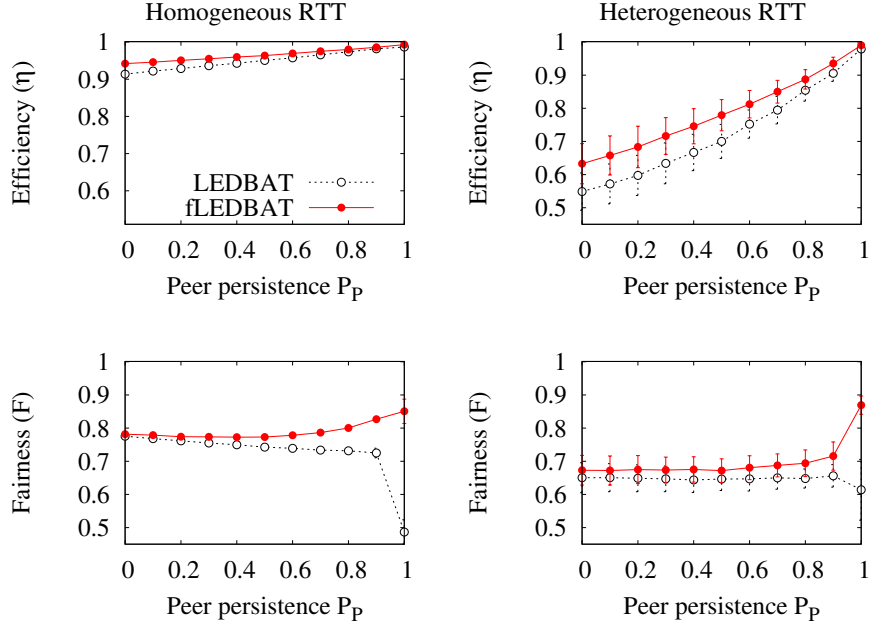 Homogeneous RTT
Efficiency (η)
1
0.9
0.8
0.7
0.6
LEDBAT
fLEDBAT
0 0.2 0.4 0.6 0.8 1
Peer persistence P_P
Heterogeneous RTT
Efficiency (η)
1
0.9
0.8
0.7
0.6
0.5
0 0.2 0.4 0.6 0.8 1
Peer persistence P_P
Fairness (F)
1
0.9
0.8
0.7
0.6
0.5
0 0.2 0.4 0.6 0.8 1
Peer persistence P_P
Fairness (F)
1
0.9
0.8
0.7
0.6
0.5
0 0.2 0.4 0.6 0.8 1
Peer persistence P_P